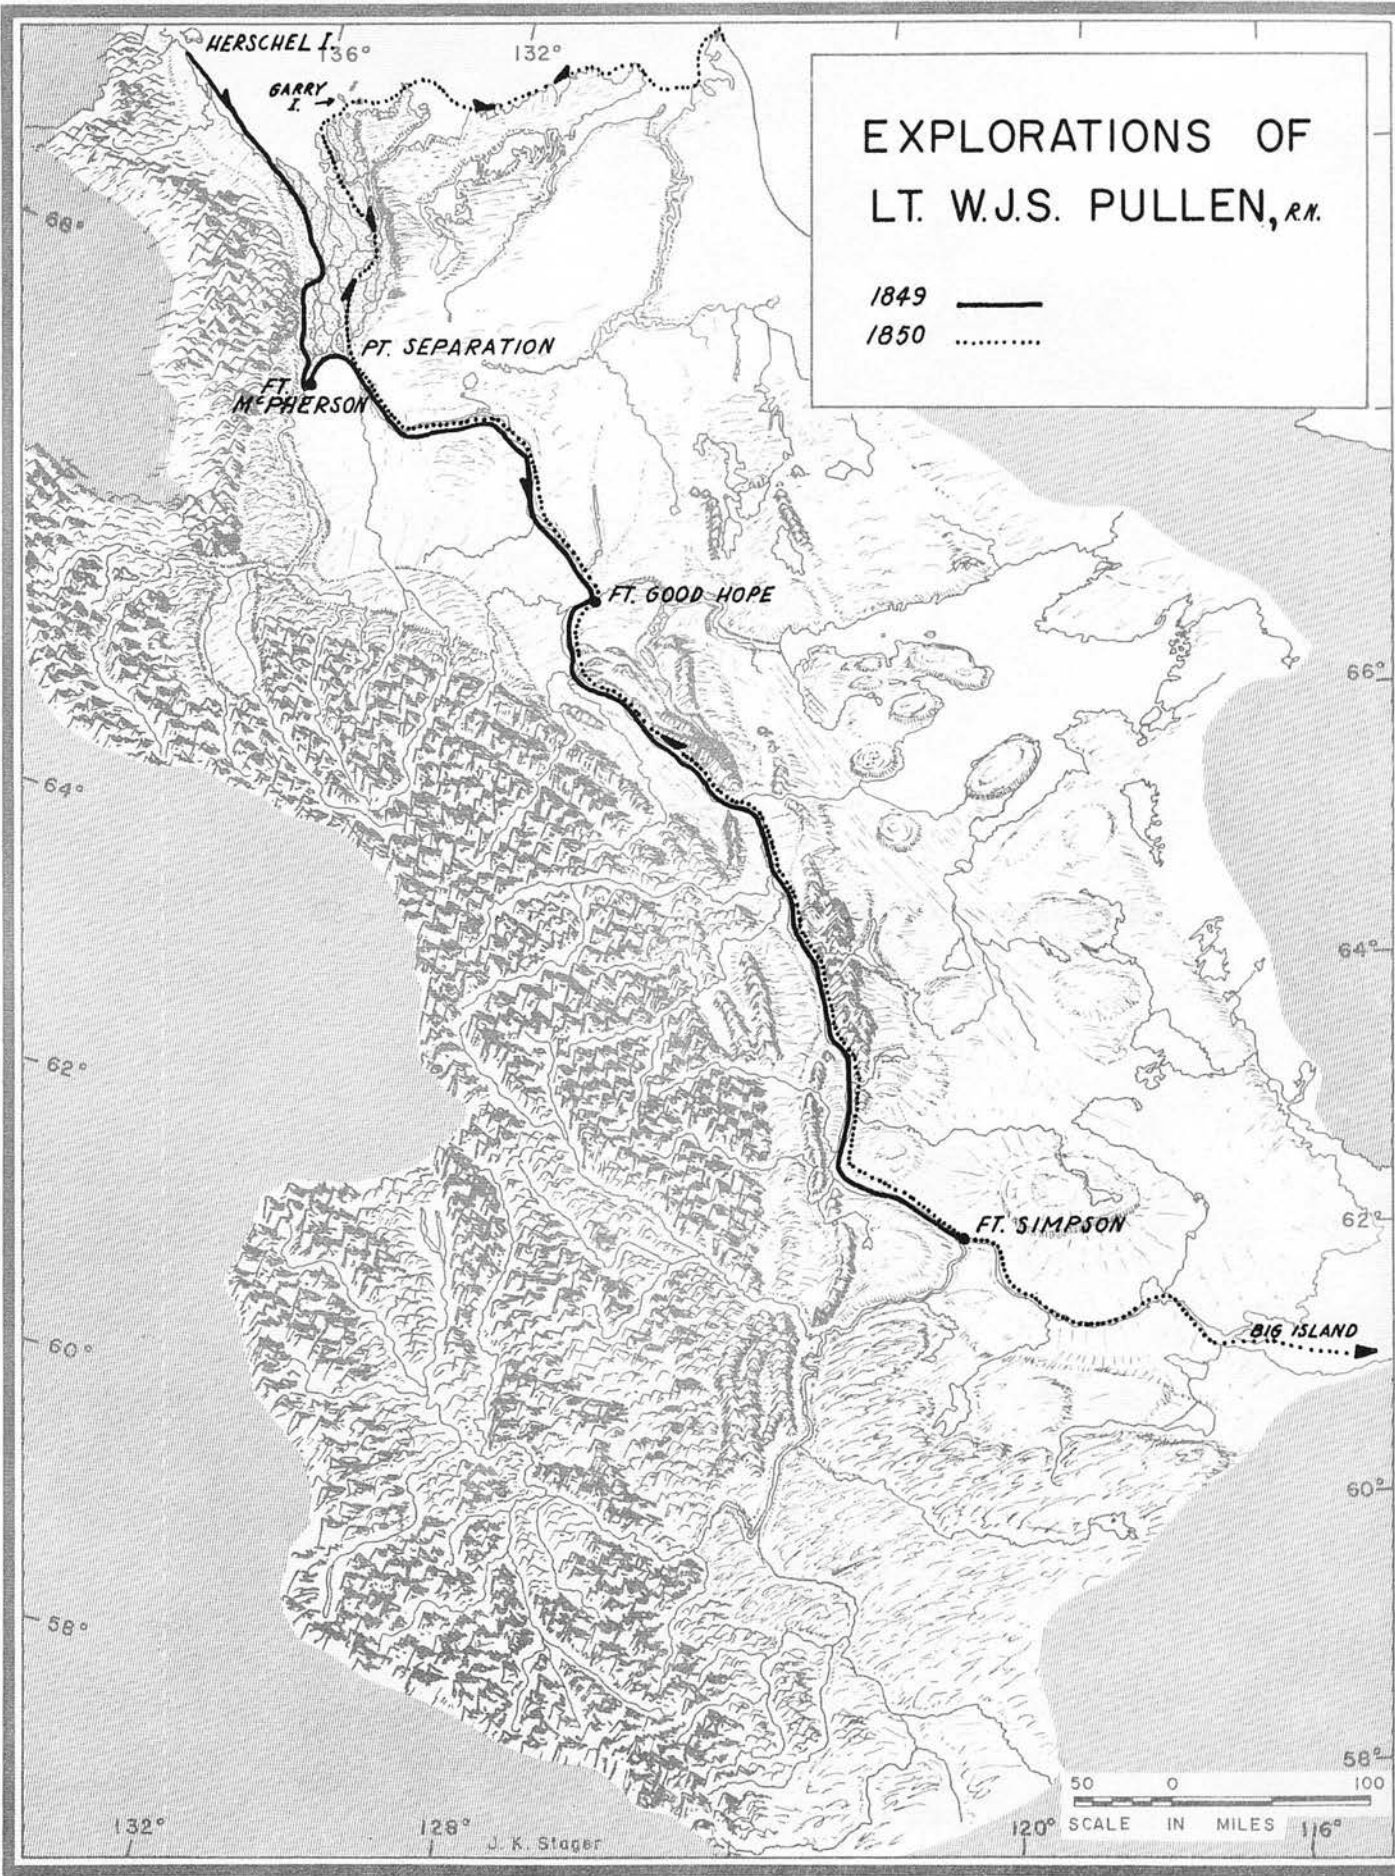 HERSCHEL I.
136°
132°
GARRY
I.
EXPLORATIONS OF
LT. W.J.S. PULLEN, R.N.
1849
1850
68°
PT. SEPARATION
FT.
McPHERSON
FT. GOOD HOPE
66°
64°
64°
62°
FT. SIMPSON
62°
BIG ISLAND
60°
60°
58°
58°
50 0 100
SCALE IN MILES
132°
128°
J. K. Stager
120°
116°